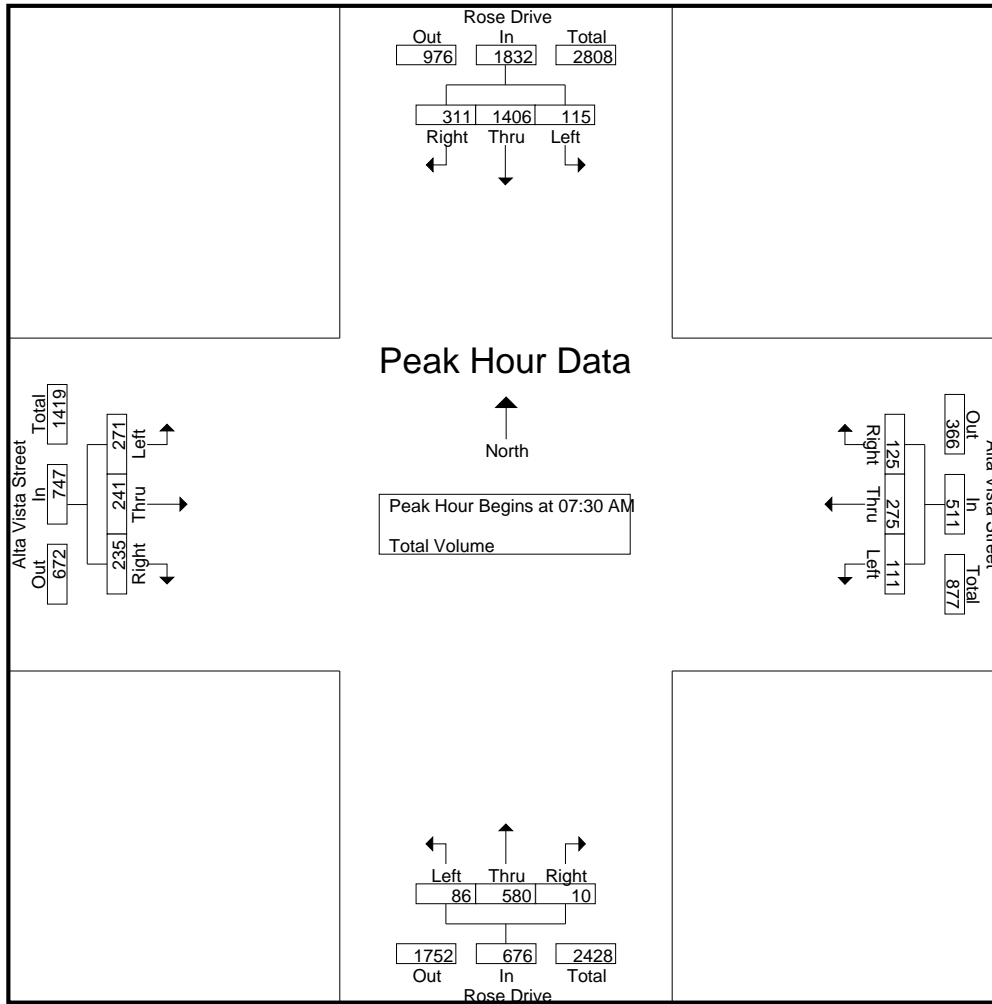 Rose Drive
Out In Total
976 1832 2808
311 1406 115
Right Thru Left
Peak Hour Data
North
Peak Hour Begins at 07:30 AM
Total Volume
Alta Vista Street
Total In Out
1419 747 672
271 241 235
Left Thru Right
Alta Vista Street
Out In Total
366 511 877
125 275 111
Right Thru Left
Left Thru Right
86 580 10
1752 676 2428
Out In Total
Rose Drive